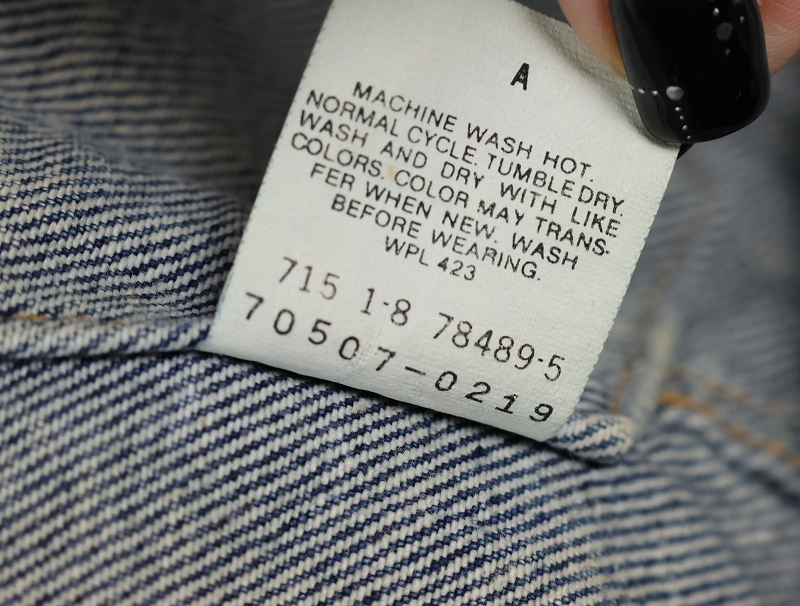 A
MACHINE WASH HOT.
NORMAL CYCLE. TUMBLE DRY.
WASH AND DRY WITH LIKE
COLORS. COLOR MAY TRANS-
FER WHEN NEW. WASH
BEFORE WEARING.
WPL 423
715 1-8 78489-5
70507-0219